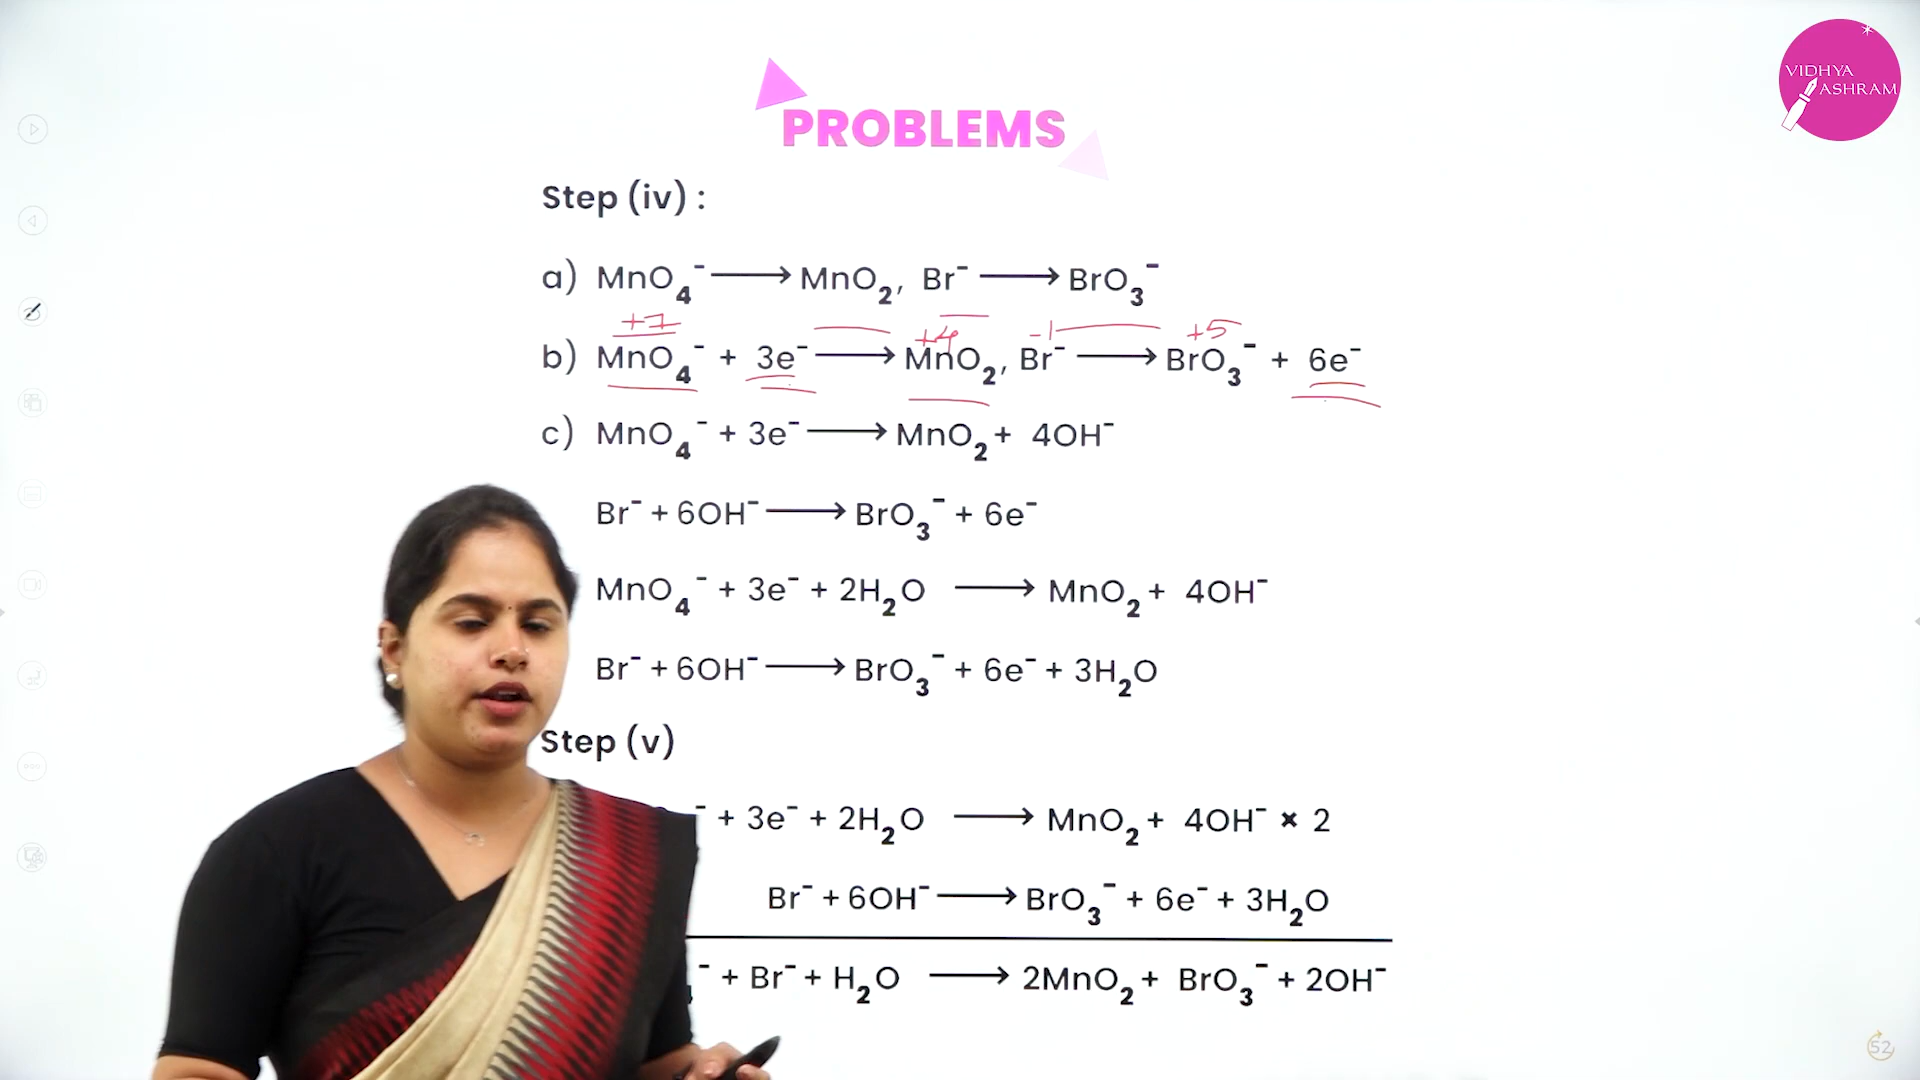 VIDHYA
ASHRAM
PROBLEMS
Step (iv) :
a) MnO₄⁻ ⟶ MnO₂, Br⁻ ⟶ BrO₃⁻
+7 +4 -1 +5
b) MnO₄⁻ + 3e⁻ ⟶ MnO₂, Br⁻ ⟶ BrO₃⁻ + 6e⁻
c) MnO₄⁻ + 3e⁻ ⟶ MnO₂ + 4OH⁻
Br⁻ + 6OH⁻ ⟶ BrO₃⁻ + 6e⁻
MnO₄⁻ + 3e⁻ + 2H₂O ⟶ MnO₂ + 4OH⁻
Br⁻ + 6OH⁻ ⟶ BrO₃⁻ + 6e⁻ + 3H₂O
Step (v)
⁻ + 3e⁻ + 2H₂O ⟶ MnO₂ + 4OH⁻ × 2
Br⁻ + 6OH⁻ ⟶ BrO₃⁻ + 6e⁻ + 3H₂O
⁻ + Br⁻ + H₂O ⟶ 2MnO₂ + BrO₃⁻ + 2OH⁻
52